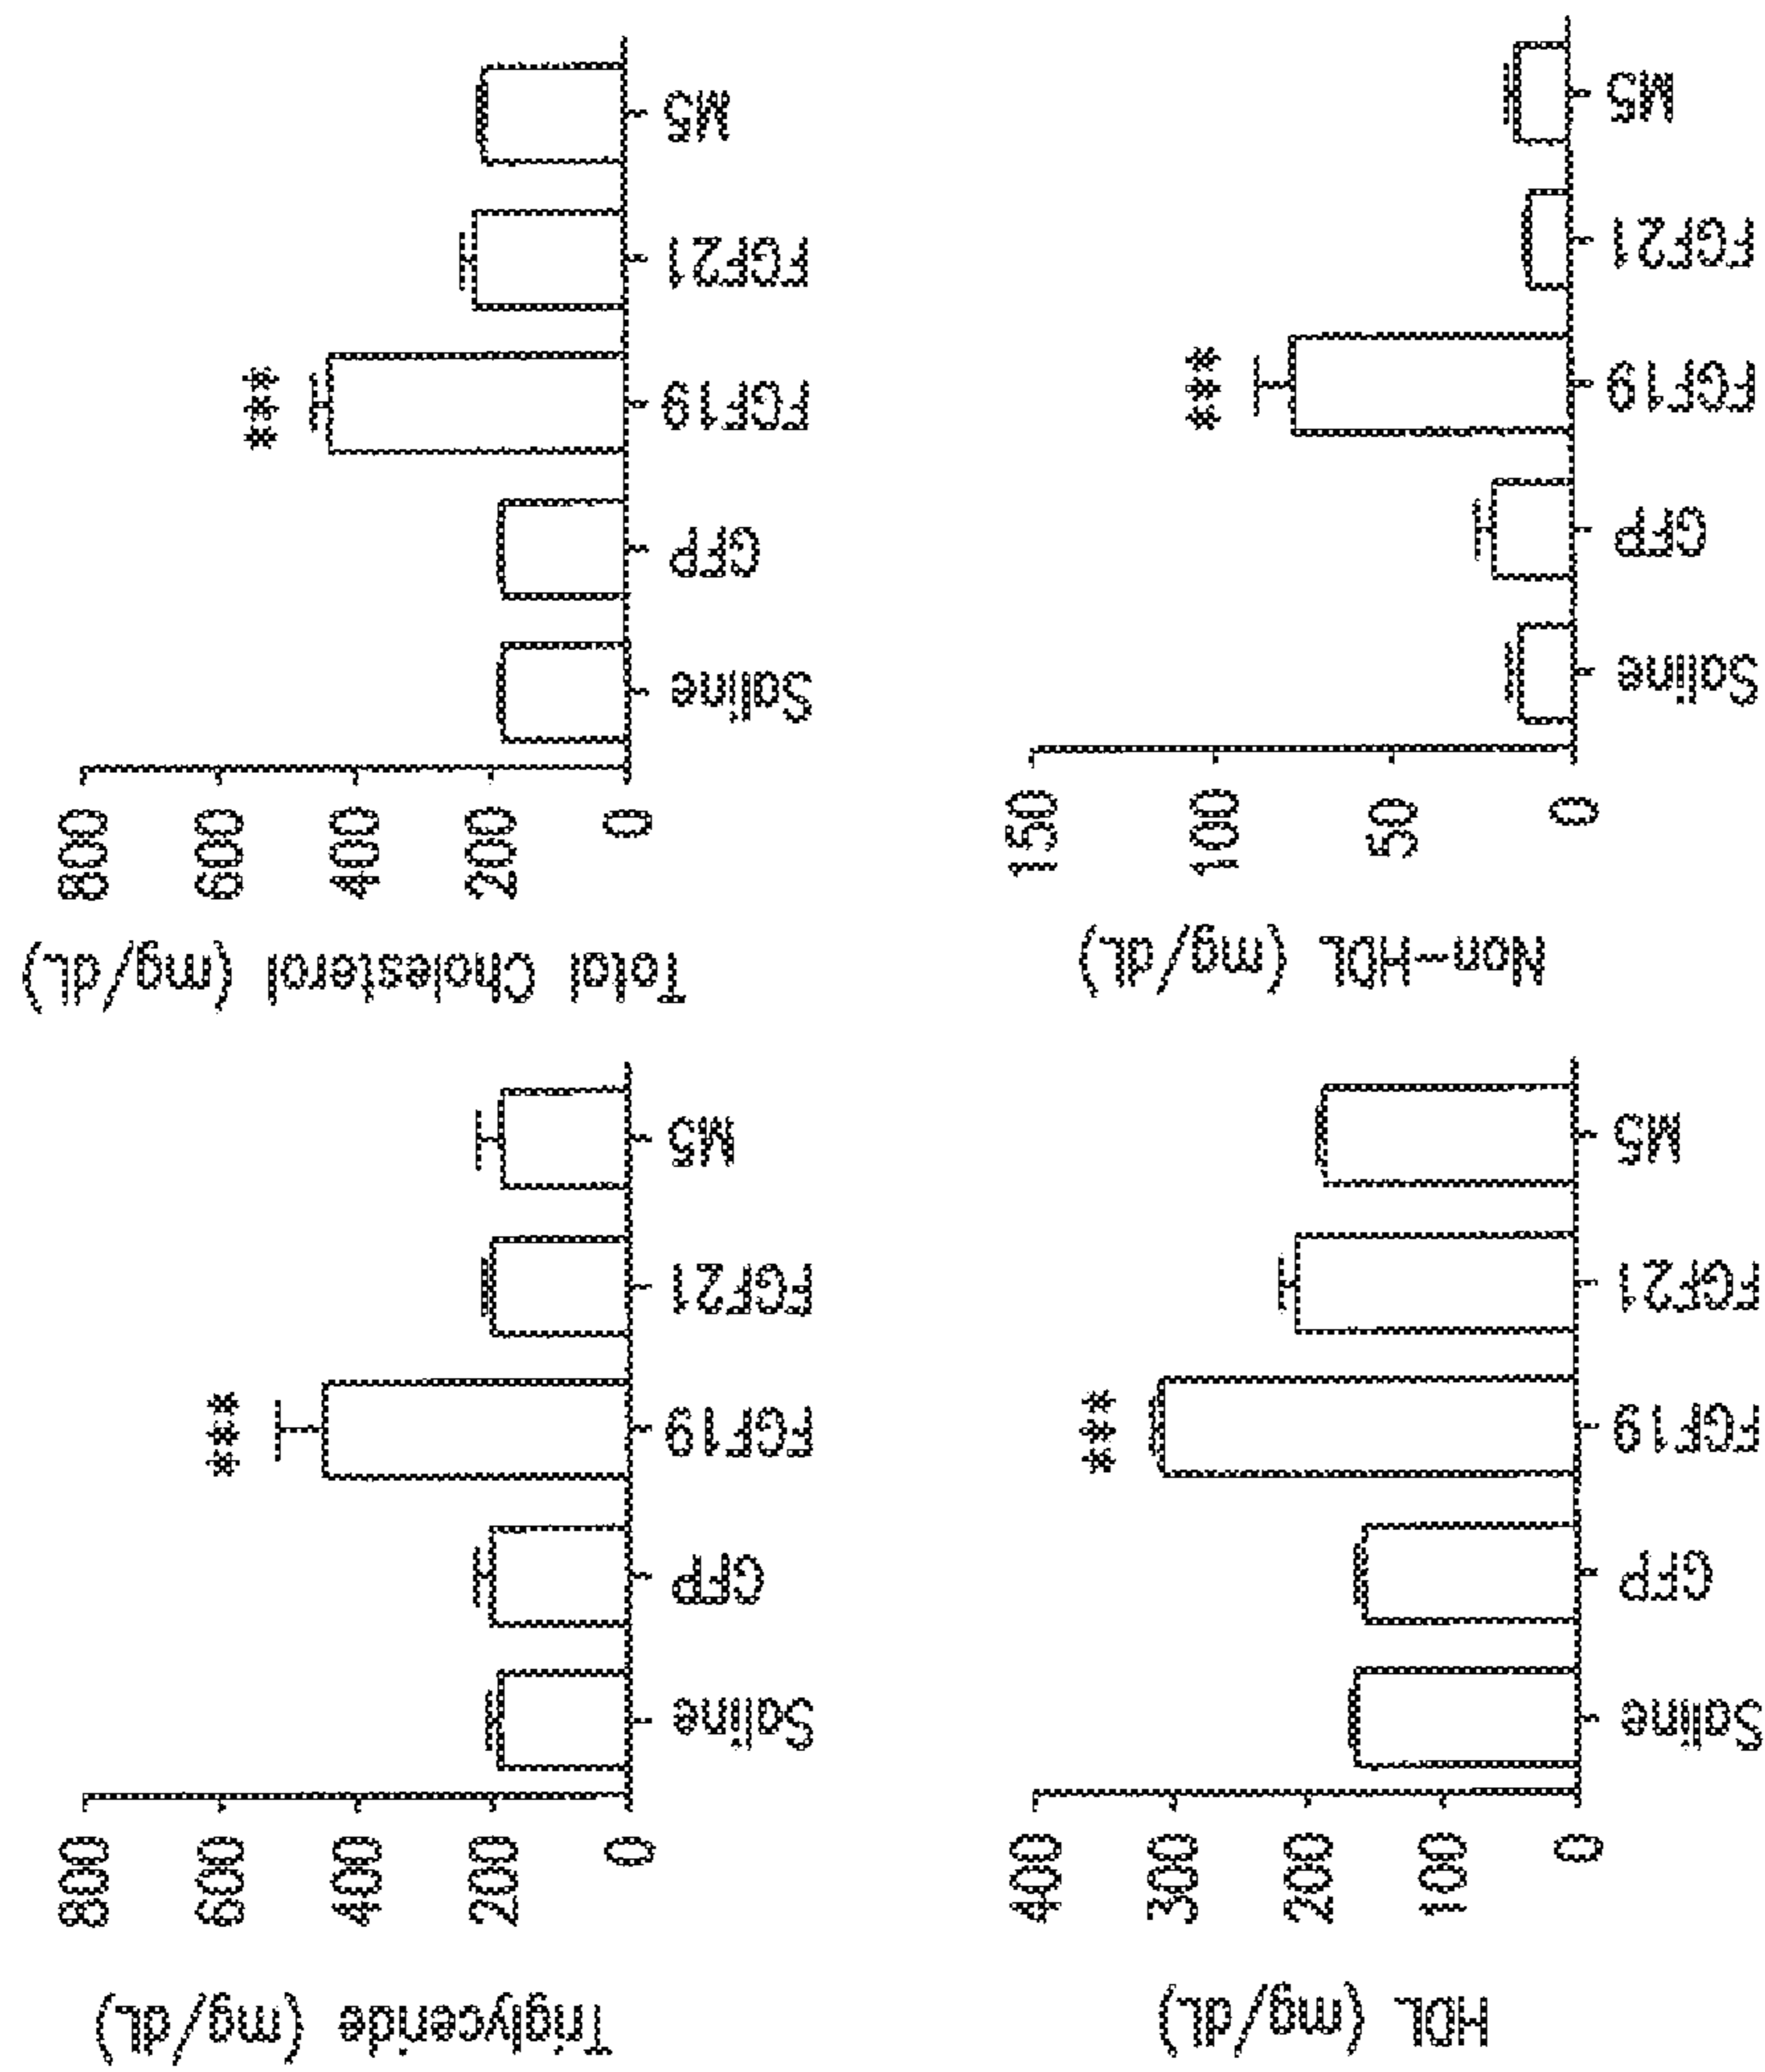 Triglyceride (mg/dL)
800
600
400
200
0
***
Saline
GFP
FGF19
FGF21
M5
Total Cholesterol (mg/dL)
800
600
400
200
0
***
Saline
GFP
FGF19
FGF21
M5
HDL (mg/dL)
400
300
200
100
0
***
Saline
GFP
FGF19
FGF21
M5
Non-HDL (mg/dL)
150
100
50
0
***
Saline
GFP
FGF19
FGF21
M5